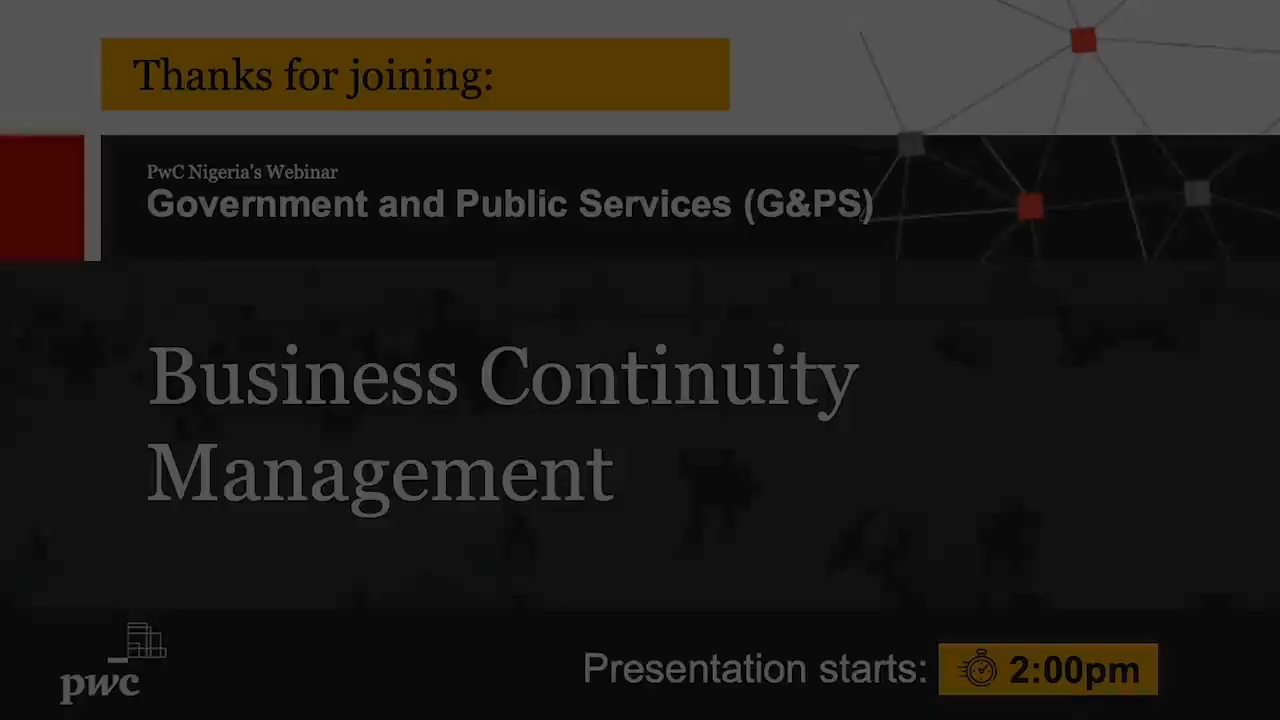 Thanks for joining:
PwC Nigeria's Webinar
Government and Public Services (G&PS)
Business Continuity
Management
pwc
Presentation starts: 2:00pm